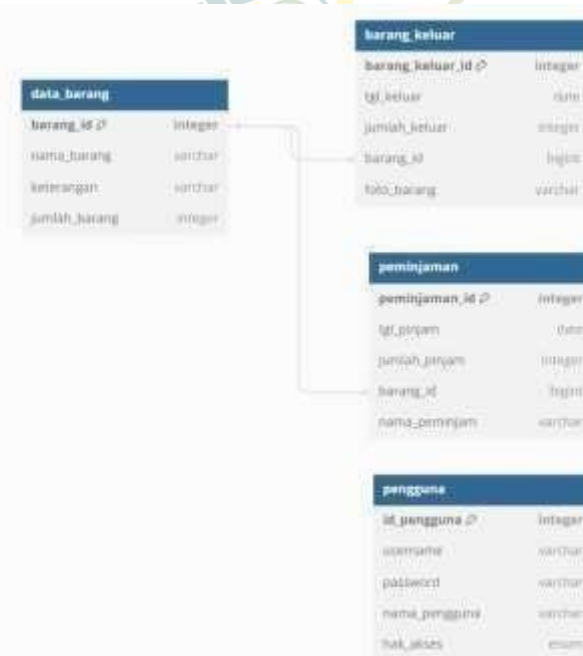 data_barang
barang_id integer
nama_barang varchar
keterangan varchar
jumlah_barang integer
barang_keluar
barang_keluar_id integer
tgl_keluar date
jumlah_keluar integer
barang_id bigint
foto_barang varchar
peminjaman
peminjaman_id integer
tgl_pinjam date
jumlah_pinjam integer
barang_id bigint
nama_peminjam varchar
pengguna
id_pengguna integer
username varchar
password varchar
nama_pengguna varchar
hak_akses enum